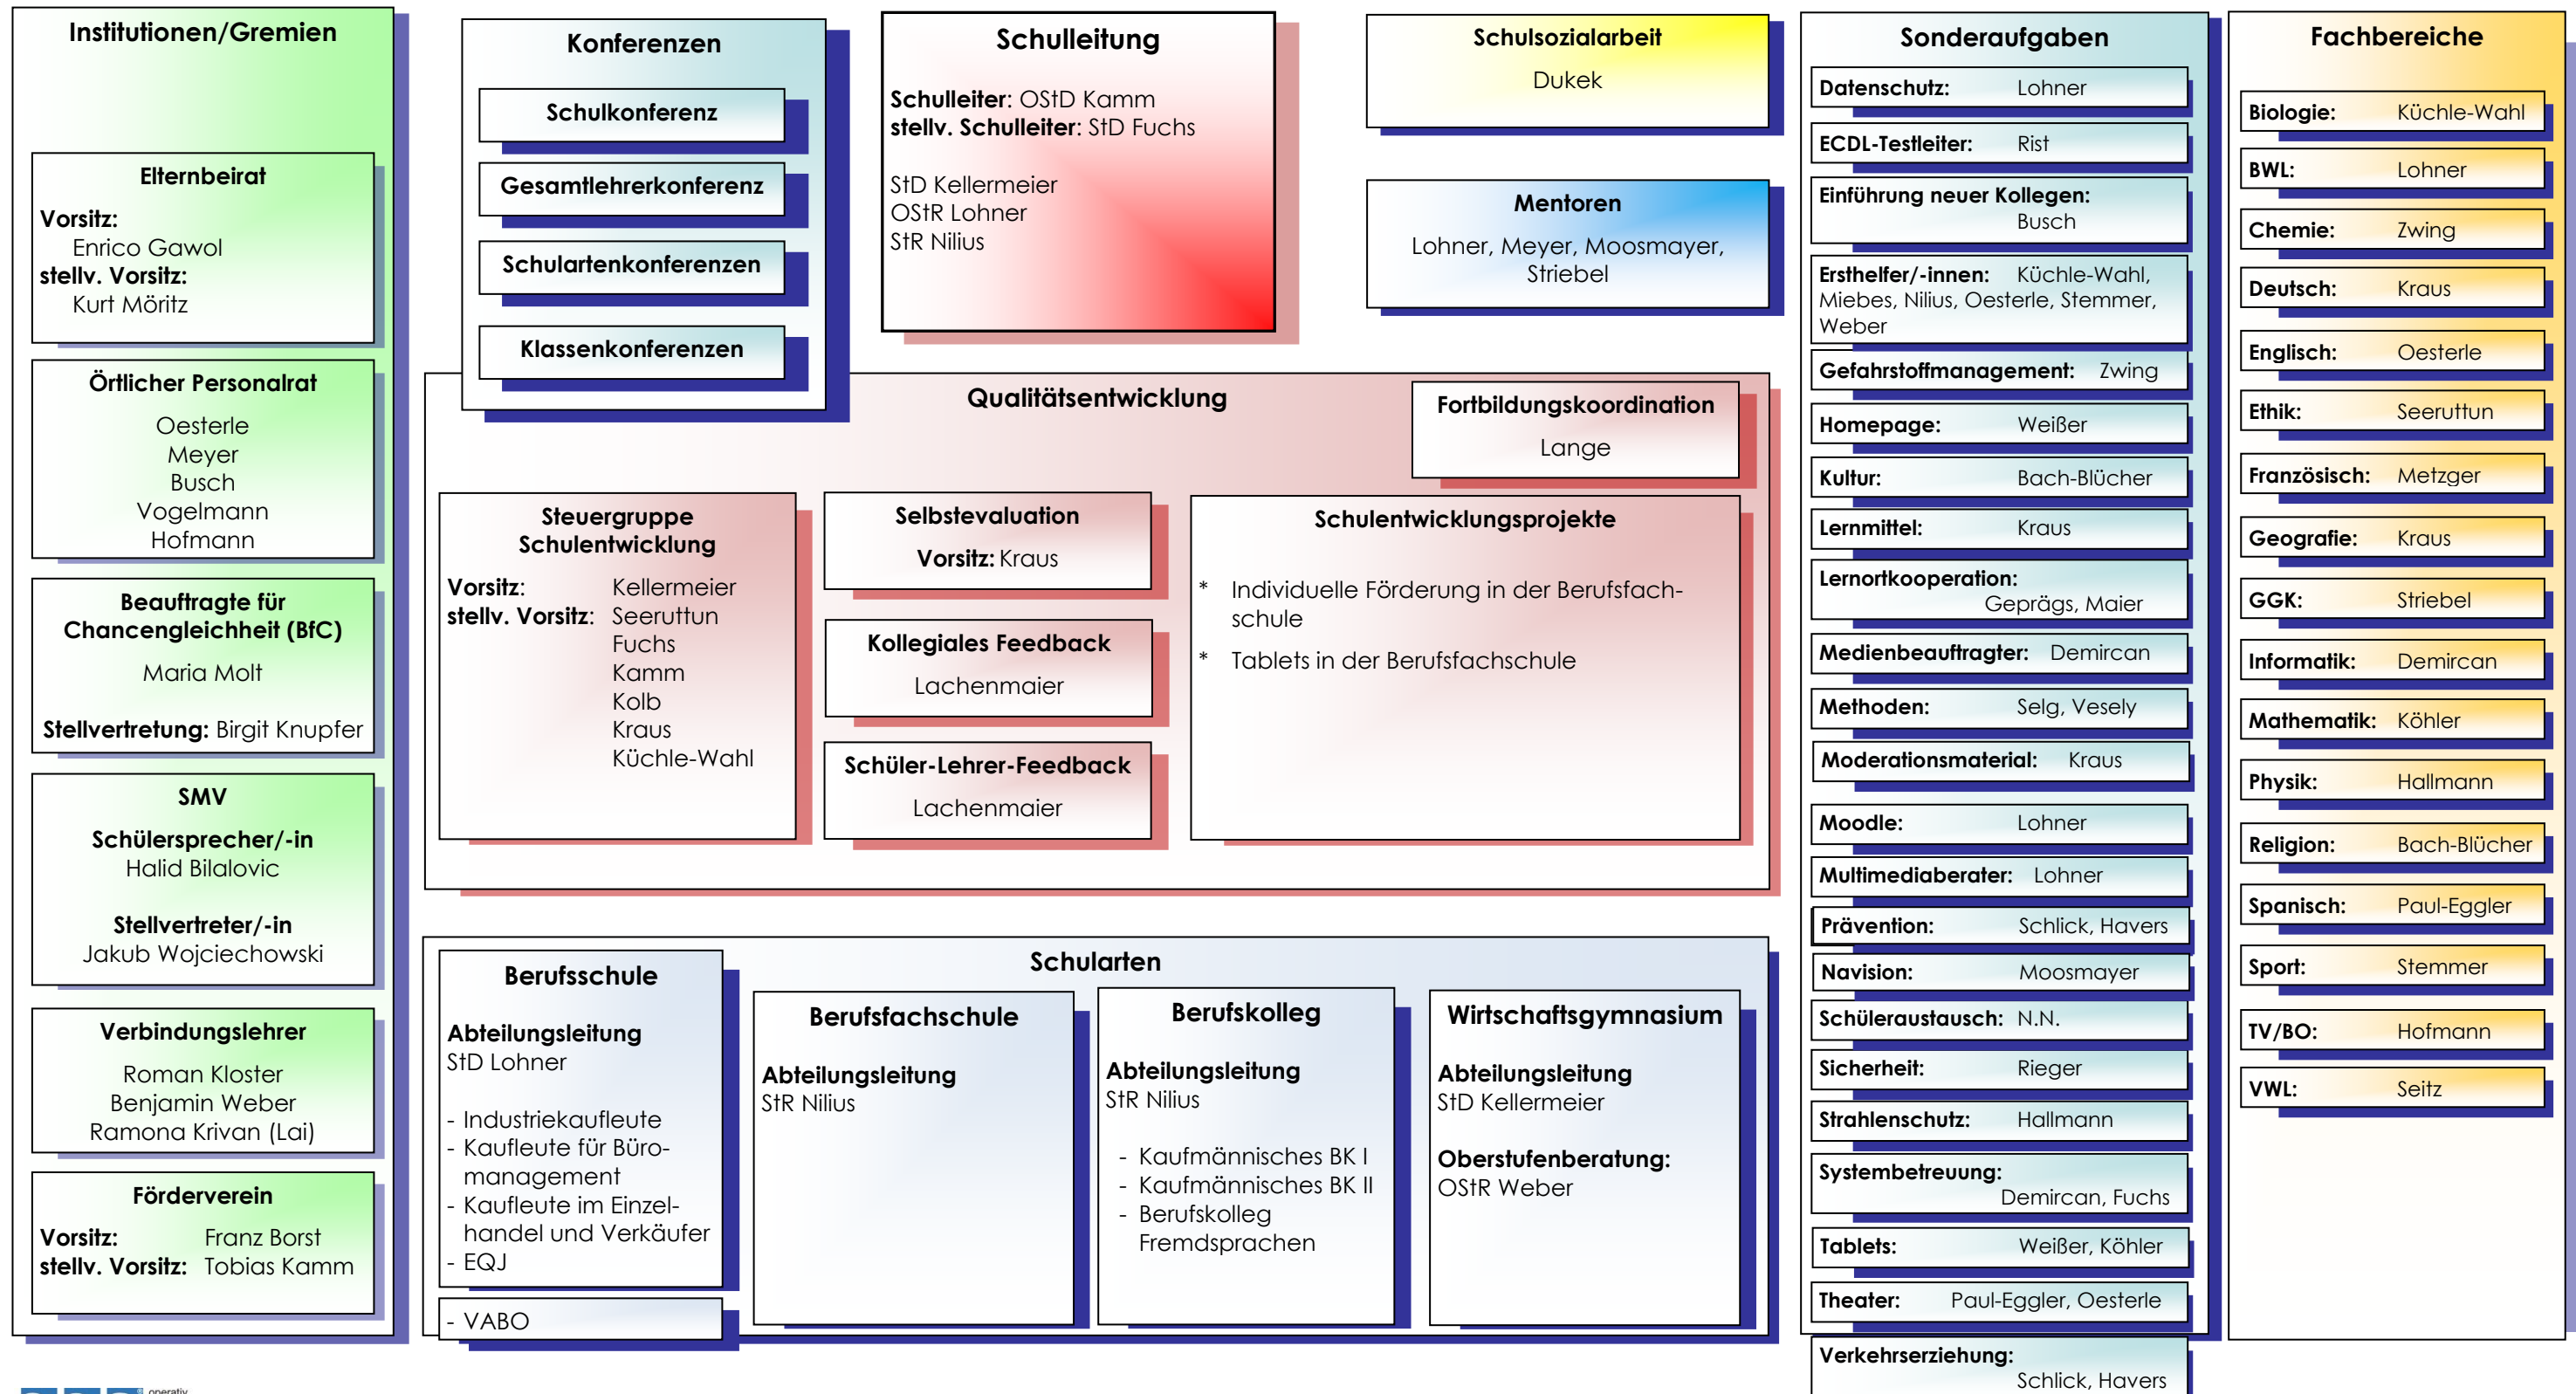 Institutionen/Gremien
Elternbeirat
Vorsitz:
Enrico Gawol
stellv. Vorsitz:
Kurt Möritz
Örtlicher Personalrat
Oesterle
Meyer
Busch
Vogelmann
Hofmann
Beauftragte für
Chancengleichheit (BfC)
Maria Molt
Stellvertretung: Birgit Knupfer
SMV
Schülersprecher/-in
Halid Bilalovic
Stellvertreter/-in
Jakub Wojciechowski
Verbindungslehrer
Roman Kloster
Benjamin Weber
Ramona Krivan (Lai)
Förderverein
Vorsitz: Franz Borst
stellv. Vorsitz: Tobias Kamm
Konferenzen
Schulkonferenz
Gesamtlehrerkonferenz
Schulartenkonferenzen
Klassenkonferenzen
Schulleitung
Schulleiter: OStD Kamm
stellv. Schulleiter: StD Fuchs
StD Kellermeier
OStR Lohner
StR Nilius
Schulsozialarbeit
Dukek
Mentoren
Lohner, Meyer, Moosmayer,
Striebel
Qualitätsentwicklung
Fortbildungskoordination
Lange
Steuergruppe
Schulentwicklung
Vorsitz: Kellermeier
stellv. Vorsitz: Seeruttun
Fuchs
Kamm
Kolb
Kraus
Küchle-Wahl
Selbstevaluation
Vorsitz: Kraus
Kollegiales Feedback
Lachenmaier
Schüler-Lehrer-Feedback
Lachenmaier
Schulentwicklungsprojekte
* Individuelle Förderung in der Berufsfach-
schule
* Tablets in der Berufsfachschule
Schularten
Berufsschule
Abteilungsleitung
StD Lohner
- Industriekaufleute
- Kaufleute für Büro-
management
- Kaufleute im Einzel-
handel und Verkäufer
- EQJ
- VABO
Berufsfachschule
Abteilungsleitung
StR Nilius
Berufskolleg
Abteilungsleitung
StR Nilius
- Kaufmännisches BK I
- Kaufmännisches BK II
- Berufskolleg
Fremdsprachen
Wirtschaftsgymnasium
Abteilungsleitung
StD Kellermeier
Oberstufenberatung:
OStR Weber
Sonderaufgaben
Datenschutz: Lohner
ECDL-Testleiter: Rist
Einführung neuer Kollegen:
Busch
Ersthelfer/-innen: Küchle-Wahl,
Miebes, Nilius, Oesterle, Stemmer,
Weber
Gefahrstoffmanagement: Zwing
Homepage: Weißer
Kultur: Bach-Blücher
Lernmittel: Kraus
Lernortkooperation:
Geprägs, Maier
Medienbeauftragter: Demircan
Methoden: Selg, Vesely
Moderationsmaterial: Kraus
Moodle: Lohner
Multimediaberater: Lohner
Prävention: Schlick, Havers
Navision: Moosmayer
Schüleraustausch: N.N.
Sicherheit: Rieger
Strahlenschutz: Hallmann
Systembetreuung:
Demircan, Fuchs
Tablets: Weißer, Köhler
Theater: Paul-Eggler, Oesterle
Verkehrserziehung:
Schlick, Havers
Fachbereiche
Biologie: Küchle-Wahl
BWL: Lohner
Chemie: Zwing
Deutsch: Kraus
Englisch: Oesterle
Ethik: Seeruttun
Französisch: Metzger
Geografie: Kraus
GGK: Striebel
Informatik: Demircan
Mathematik: Köhler
Physik: Hallmann
Religion: Bach-Blücher
Spanisch: Paul-Eggler
Sport: Stemmer
TV/BO: Hofmann
VWL: Seitz
operativ